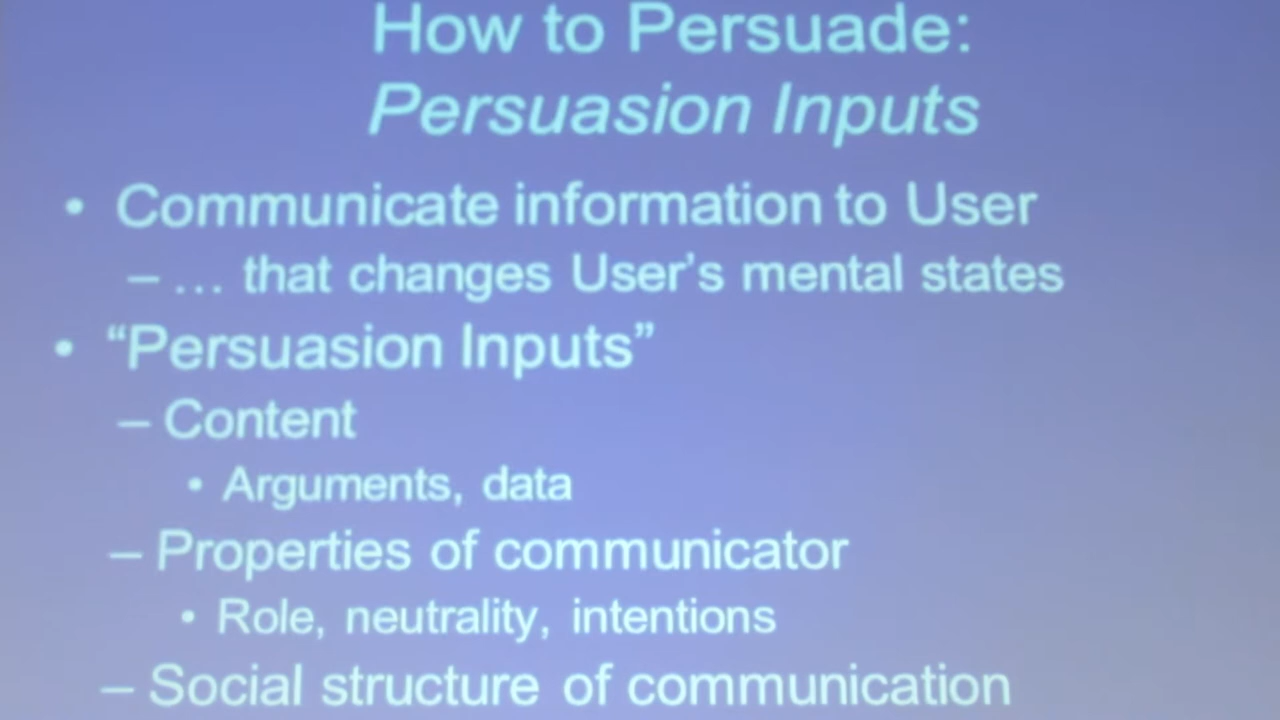 How to Persuade:
Persuasion Inputs
• Communicate information to User
– … that changes User’s mental states
• “Persuasion Inputs”
– Content
• Arguments, data
– Properties of communicator
• Role, neutrality, intentions
– Social structure of communication